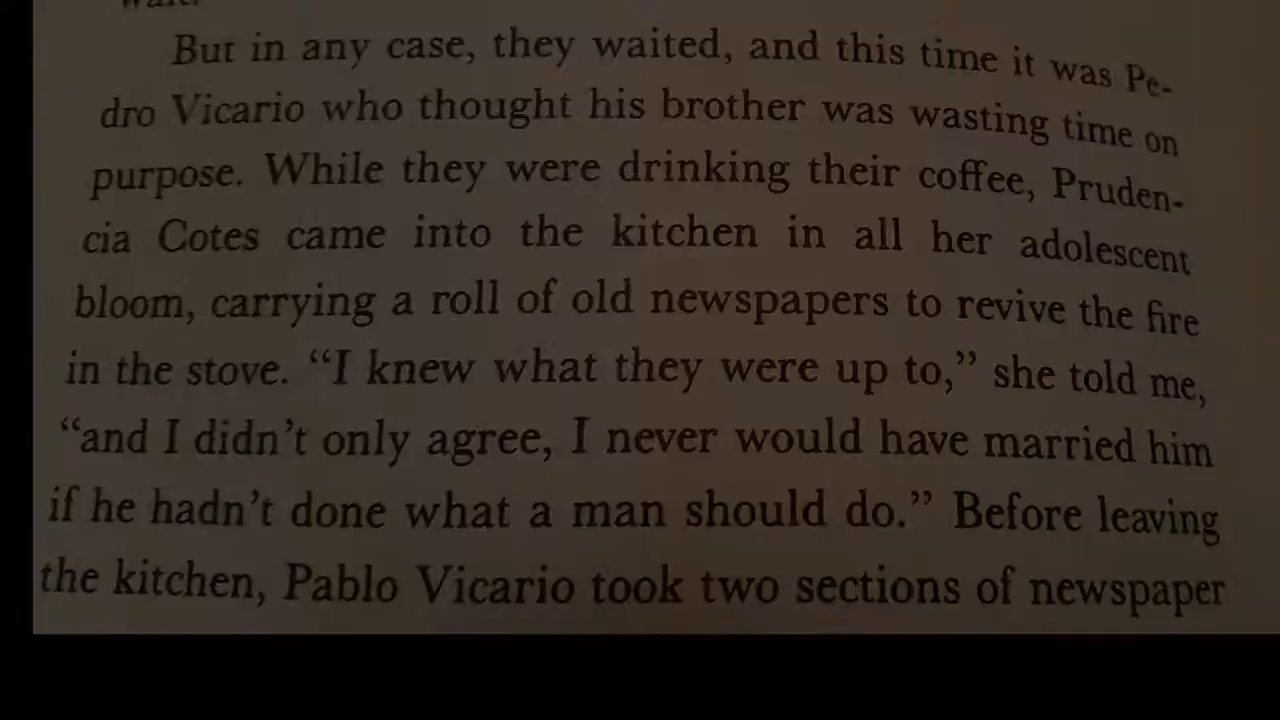 But in any case, they waited, and this time it was Pe-
dro Vicario who thought his brother was wasting time on
purpose. While they were drinking their coffee, Pruden-
cia Cotes came into the kitchen in all her adolescent
bloom, carrying a roll of old newspapers to revive the fire
in the stove. “I knew what they were up to,” she told me,
“and I didn’t only agree, I never would have married him
if he hadn’t done what a man should do.” Before leaving
the kitchen, Pablo Vicario took two sections of newspaper